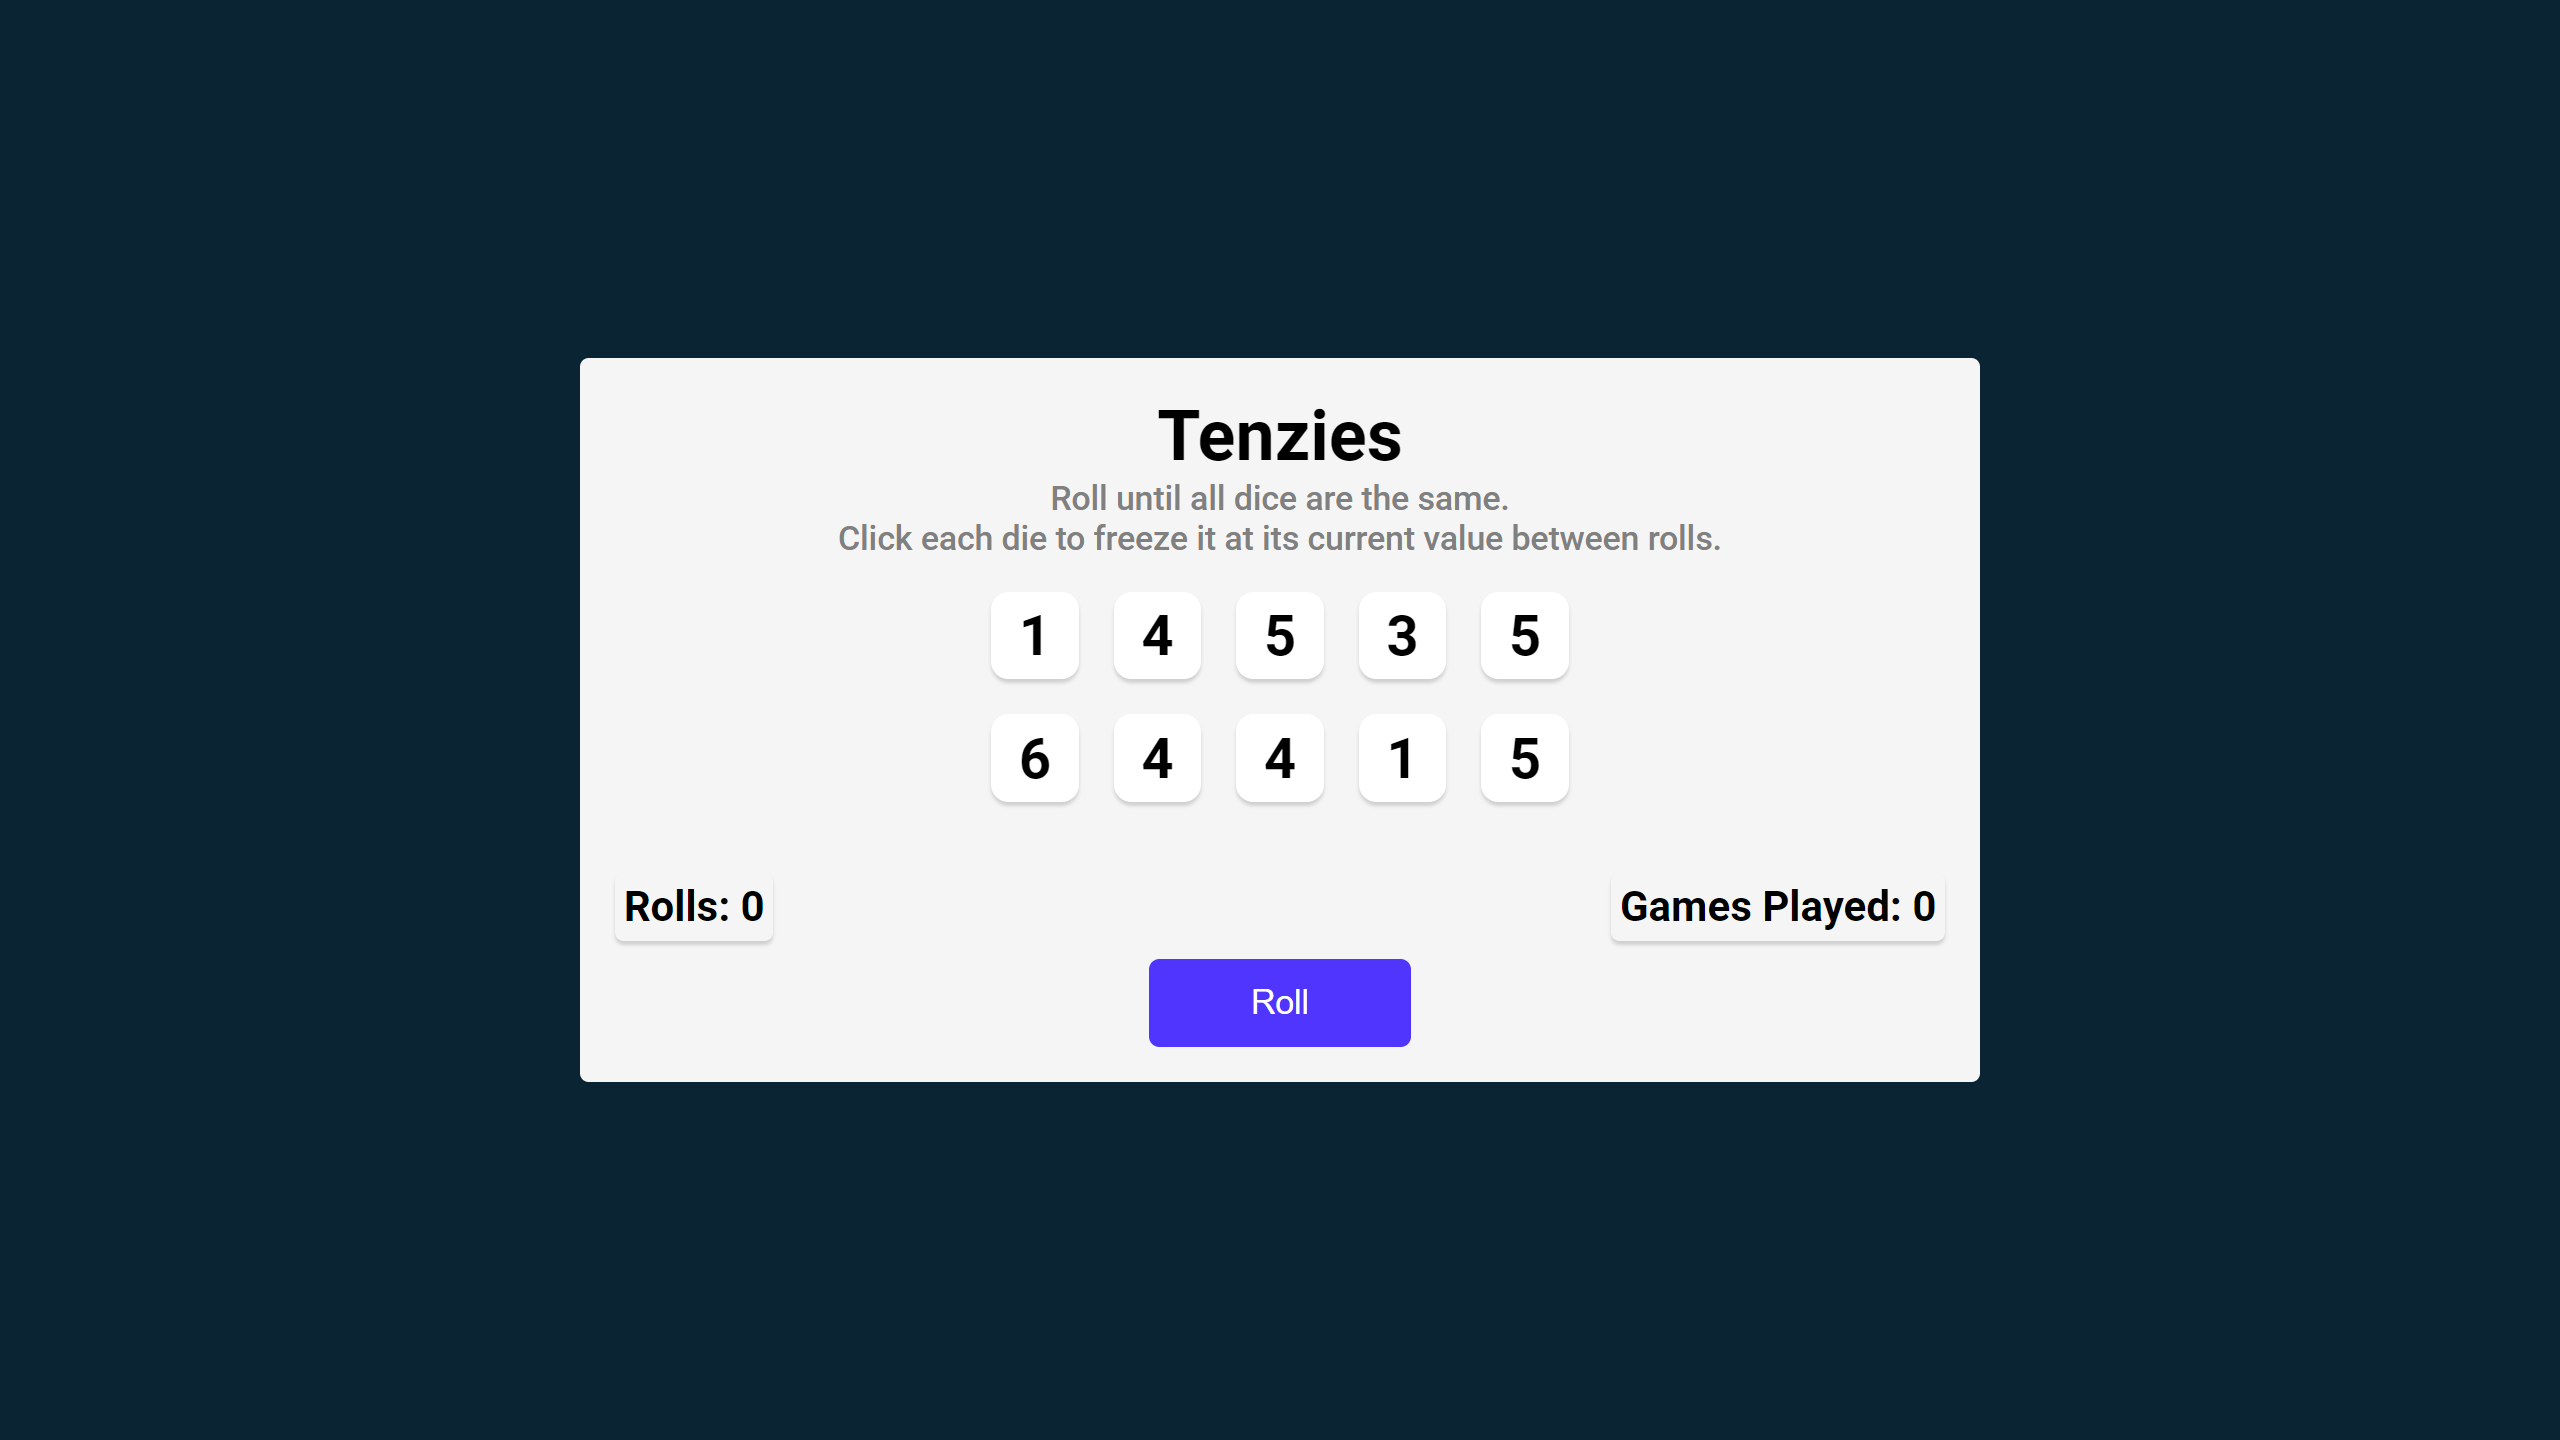 Tenzies
Roll until all dice are the same.
Click each die to freeze it at its current value between rolls.
1 4 5 3 5
6 4 4 1 5
Rolls: 0 Games Played: 0
Roll